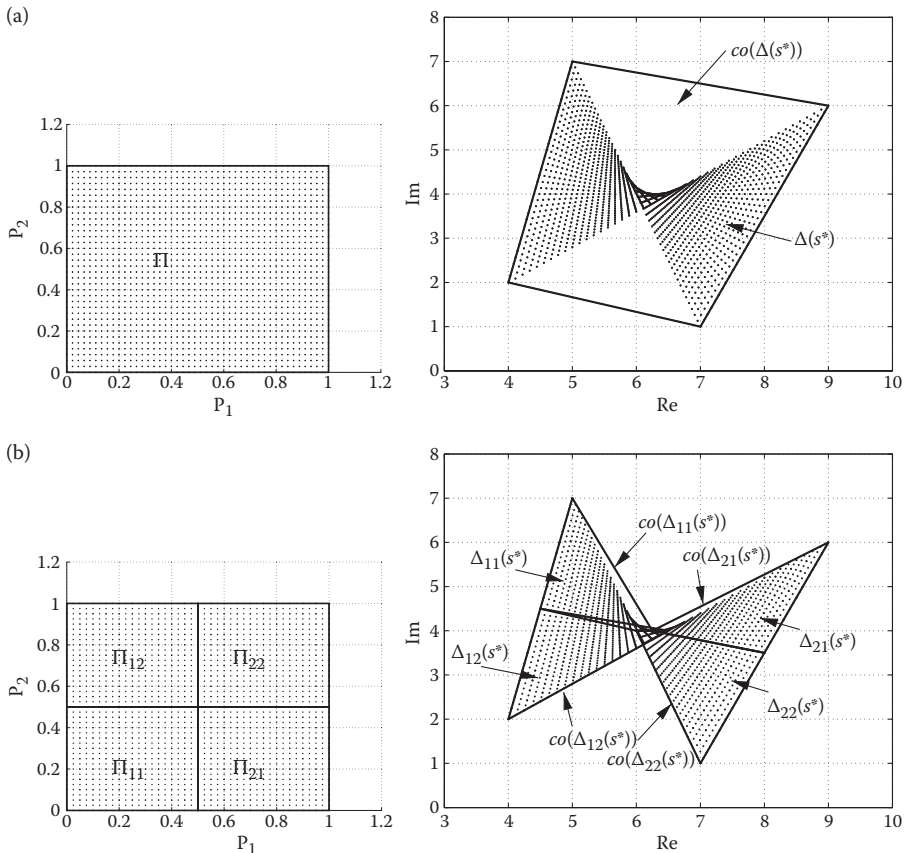 (a)
8
7
6
5
4
3
2
1
0
Im
3 4 5 6 7 8 9 10
Re
co(Δ(s*))
Δ(s*)
1.2
1
0.8
0.6
0.4
0.2
0
P₂
Π
0 0.2 0.4 0.6 0.8 1 1.2
P₁
(b)
8
7
6
5
4
3
2
1
0
Im
3 4 5 6 7 8 9 10
Re
co(Δ₁₁(s*))
Δ₁₁(s*)
co(Δ₂₁(s*))
Δ₁₂(s*)
Δ₂₁(s*)
Δ₂₂(s*)
co(Δ₁₂(s*))
co(Δ₂₂(s*))
1.2
1
0.8
0.6
0.4
0.2
0
P₂
Π₁₂ Π₂₂
Π₁₁ Π₂₁
0 0.2 0.4 0.6 0.8 1 1.2
P₁